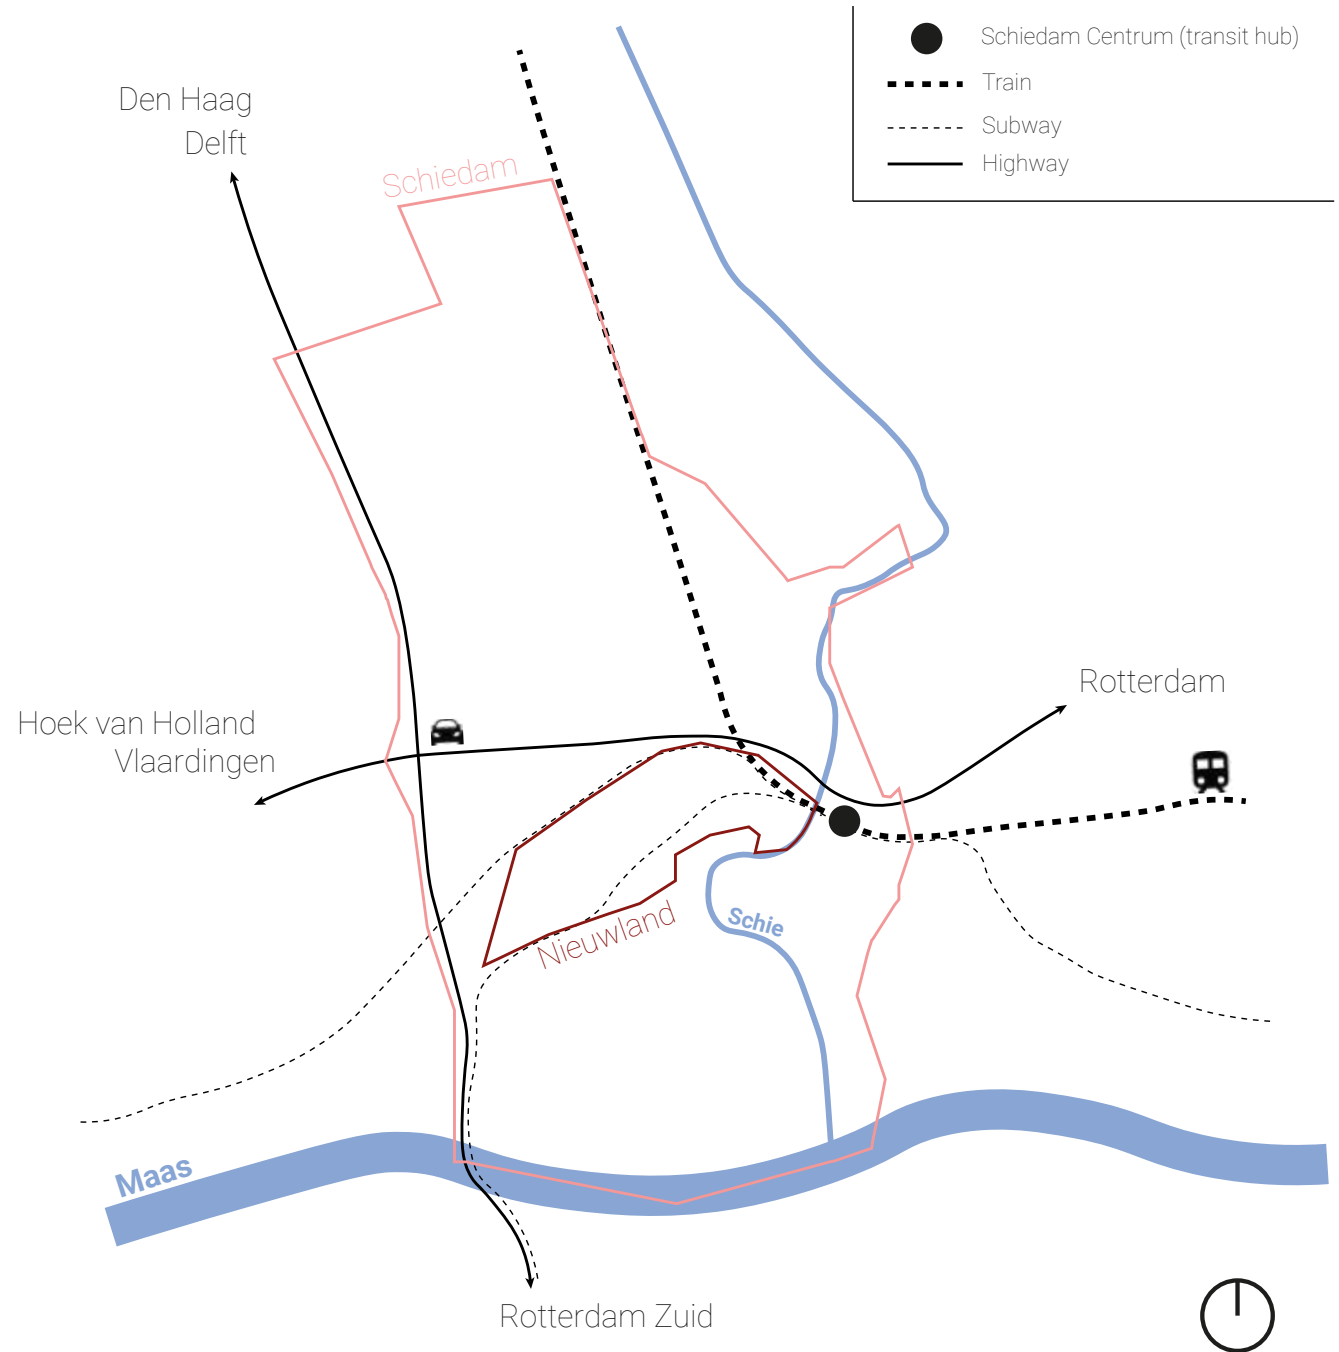 Schiedam Centrum (transit hub)
Train
Subway
Highway
Den Haag
Delft
Schiedam
Rotterdam
Hoek van Holland
Vlaardingen
Schie
Nieuwland
Maas
Rotterdam Zuid